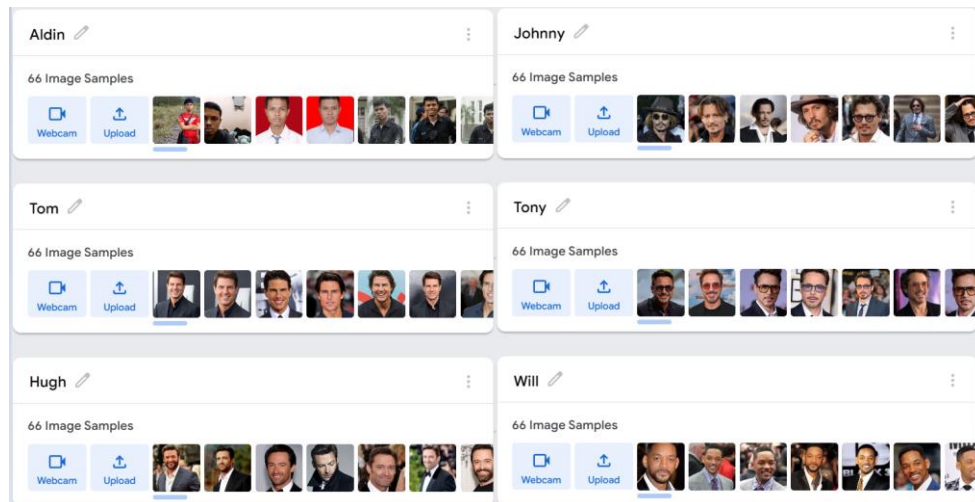 Aldin
66 Image Samples
Webcam Upload
Johnny
66 Image Samples
Webcam Upload
Tom
66 Image Samples
Webcam Upload
Tony
66 Image Samples
Webcam Upload
Hugh
66 Image Samples
Webcam Upload
Will
66 Image Samples
Webcam Upload